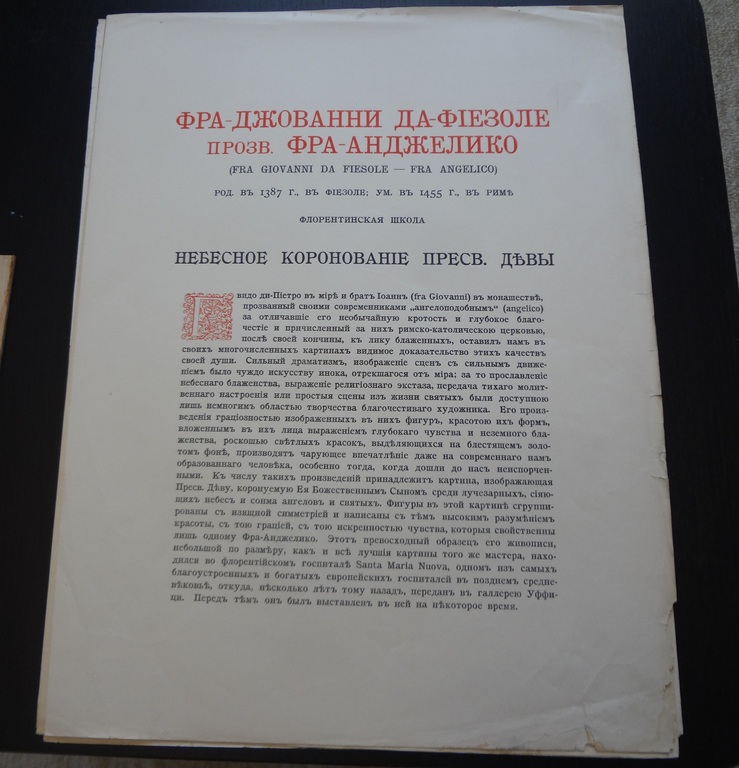 ФРА-ДЖОВАННИ ДА-ФІЕЗОЛЕ
ПРОЗВ. ФРА-АНДЖЕЛИКО
(FRA GIOVANNI DA FIESOLE — FRA ANGELICO)
РОД. ВЪ 1387 Г., ВЪ ФІЕЗОЛЕ; УМ. ВЪ 1455 Г., ВЪ РИМѢ
ФЛОРЕНТИНСКАЯ ШКОЛА
НЕБЕСНОЕ КОРОНОВАНІЕ ПРЕСВ. ДѢВЫ
Гвидо ди-Піетро въ мірѣ и братъ Іоаннъ (fra Giovanni) въ монашествѣ,
прозванный своими современниками „ангелоподобнымъ“ (angelico)
за отличавшіе его необычайную кротость и глубокое благо-
честіе и причисленный за нихъ римско-католическою церковью,
послѣ своей кончины, къ лику блаженныхъ, оставилъ намъ въ
своихъ многочисленныхъ картинахъ видимое доказательство этихъ качествъ
своей души. Сильный драматизмъ, изображеніе сценъ съ сильнымъ движе-
ніемъ было чуждо искусству инока, отрекшагося отъ міра; за то прославленіе
небеснаго блаженства, выраженіе религіознаго экстаза, передача тихаго молит-
веннаго настроенія или простыя сцены изъ жизни святыхъ были доступною
лишь немногимъ областью творчества благочестиваго художника. Его произ-
веденія граціозностью изображенныхъ въ нихъ фигуръ, красотою ихъ формъ,
вложеннымъ въ ихъ лица выраженіемъ глубокаго чувства и неземного бла-
женства, роскошью свѣтлыхъ красокъ, выдѣляющихся на блестящемъ золо-
томъ фонѣ, производятъ чарующее впечатлѣніе даже на современнаго намъ
образованнаго человѣка, особенно тогда, когда дошли до насъ неиспорчен-
ными. Къ числу такихъ произведеній принадлежитъ картина, изображающая
Пресв. Дѣву, коронуемую Ея Божественнымъ Сыномъ среди лучезарныхъ, сіяю-
щихъ небесъ и сонма ангеловъ и святыхъ. Фигуры въ этой картинѣ сгруппи-
рованы съ изящной симметріей и написаны съ тѣмъ высокимъ разумѣніемъ
красоты, съ тою граціей, съ тою искренностью чувства, которыя свойственны
лишь одному Фра-Анджелико. Этотъ превосходный образецъ его живописи,
небольшой по размѣру, какъ и всѣ лучшія картины того же мастера, нахо-
дился во флорентійскомъ госпиталѣ Santa Maria Nuova, одномъ изъ самыхъ
благоустроенныхъ и богатыхъ европейскихъ госпиталей въ позднемъ средне-
вѣковьѣ, откуда, нѣсколько лѣтъ тому назадъ, переданъ въ галлерею Уффи-
ци. Передъ тѣмъ онъ былъ выставленъ въ ней на нѣкоторое время.